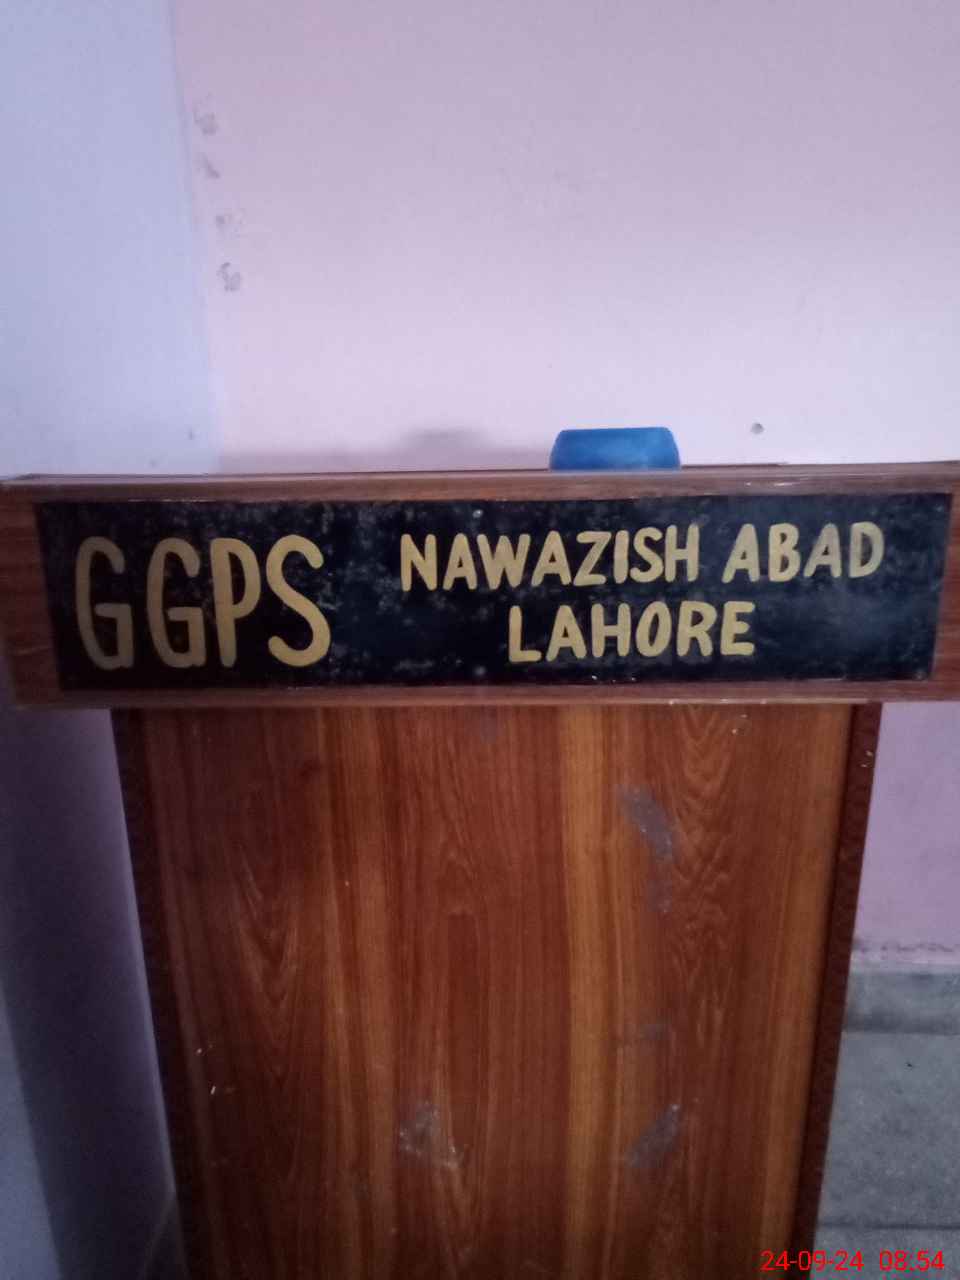 GGPS NAWAZISH ABAD
LAHORE
24-09-24 08.54